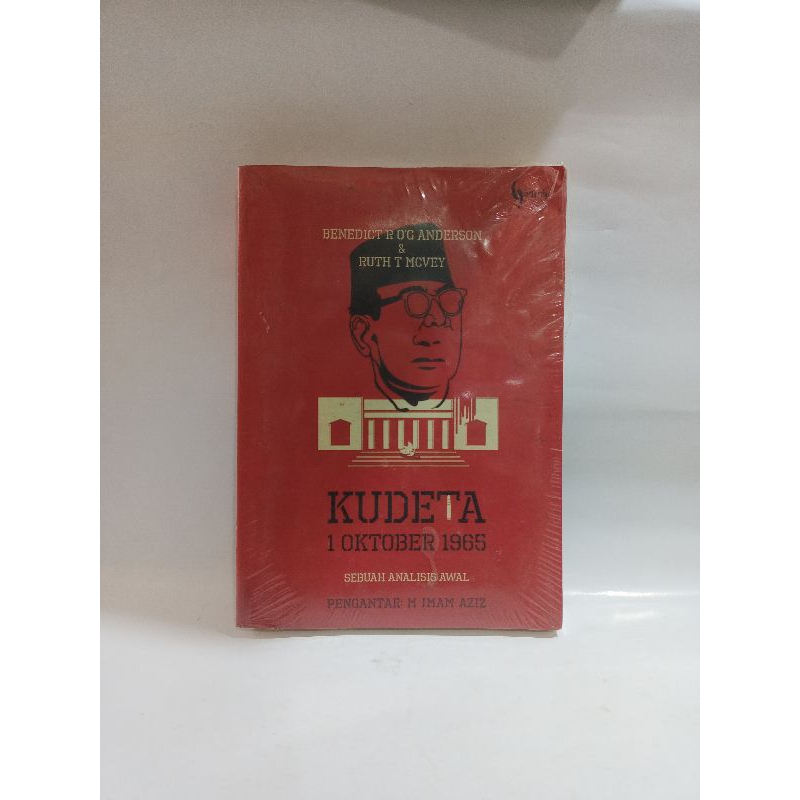 BENEDICT R O'G ANDERSON
&
RUTH T MCVEY
KUDETA
1 OKTOBER 1965
SEBUAH ANALISIS AWAL
PENGANTAR: M IMAM AZIZ